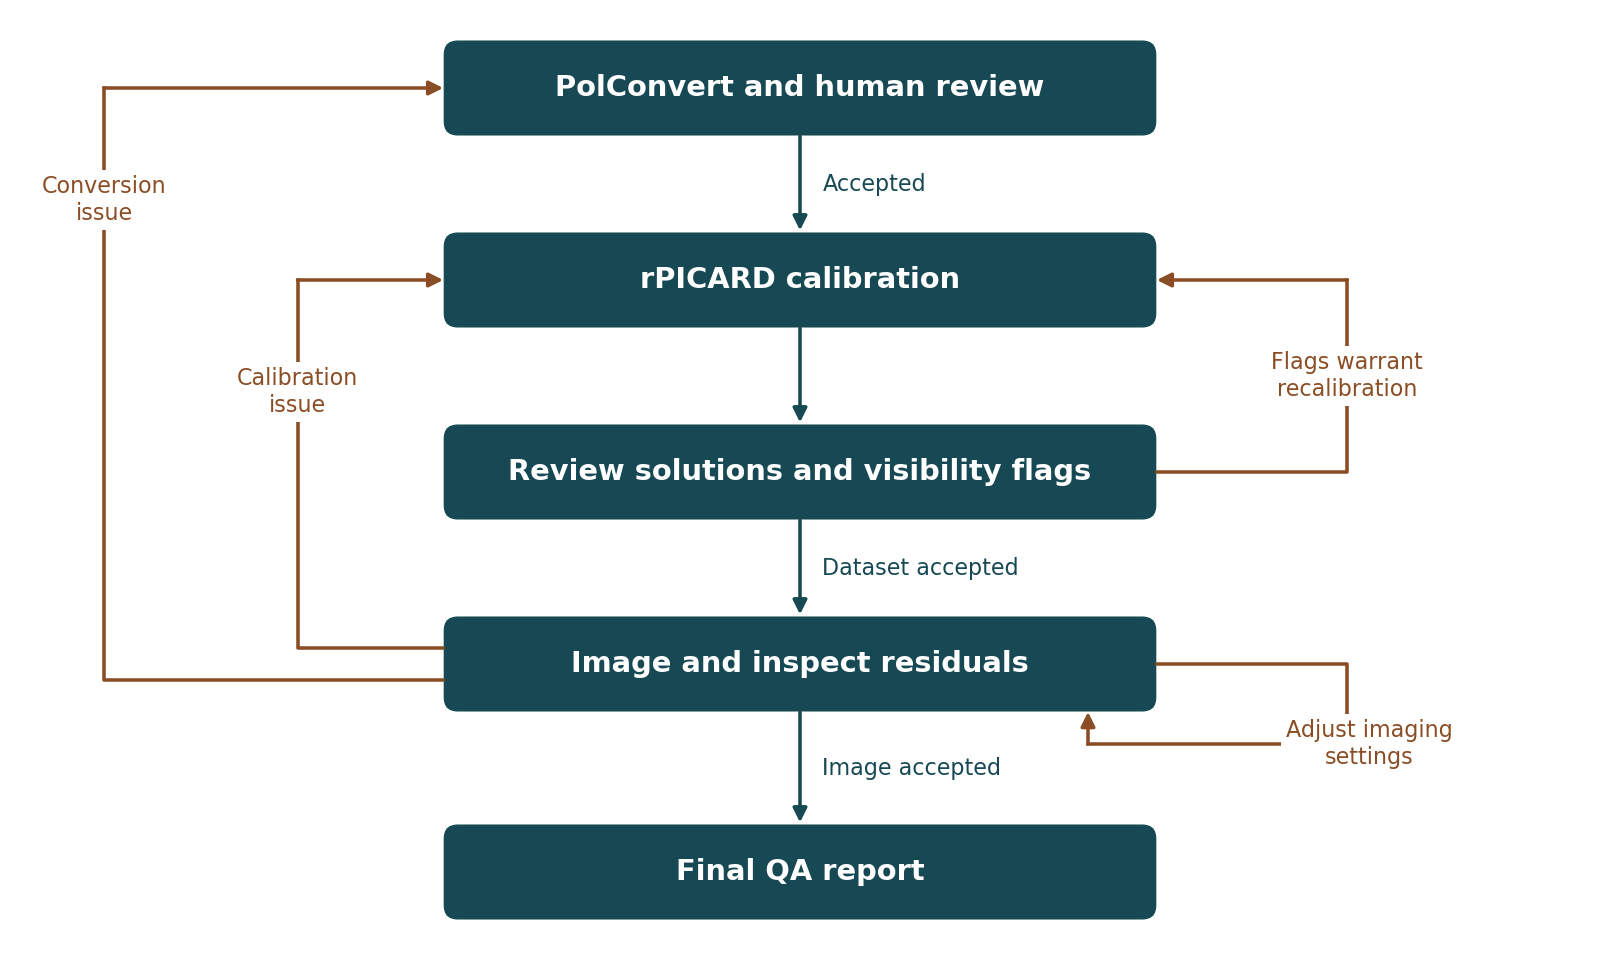 PolConvert and human review
Conversion
issue
Accepted
rPICARD calibration
Calibration
issue
Flags warrant
recalibration
Review solutions and visibility flags
Dataset accepted
Image and inspect residuals
Adjust imaging
settings
Image accepted
Final QA report